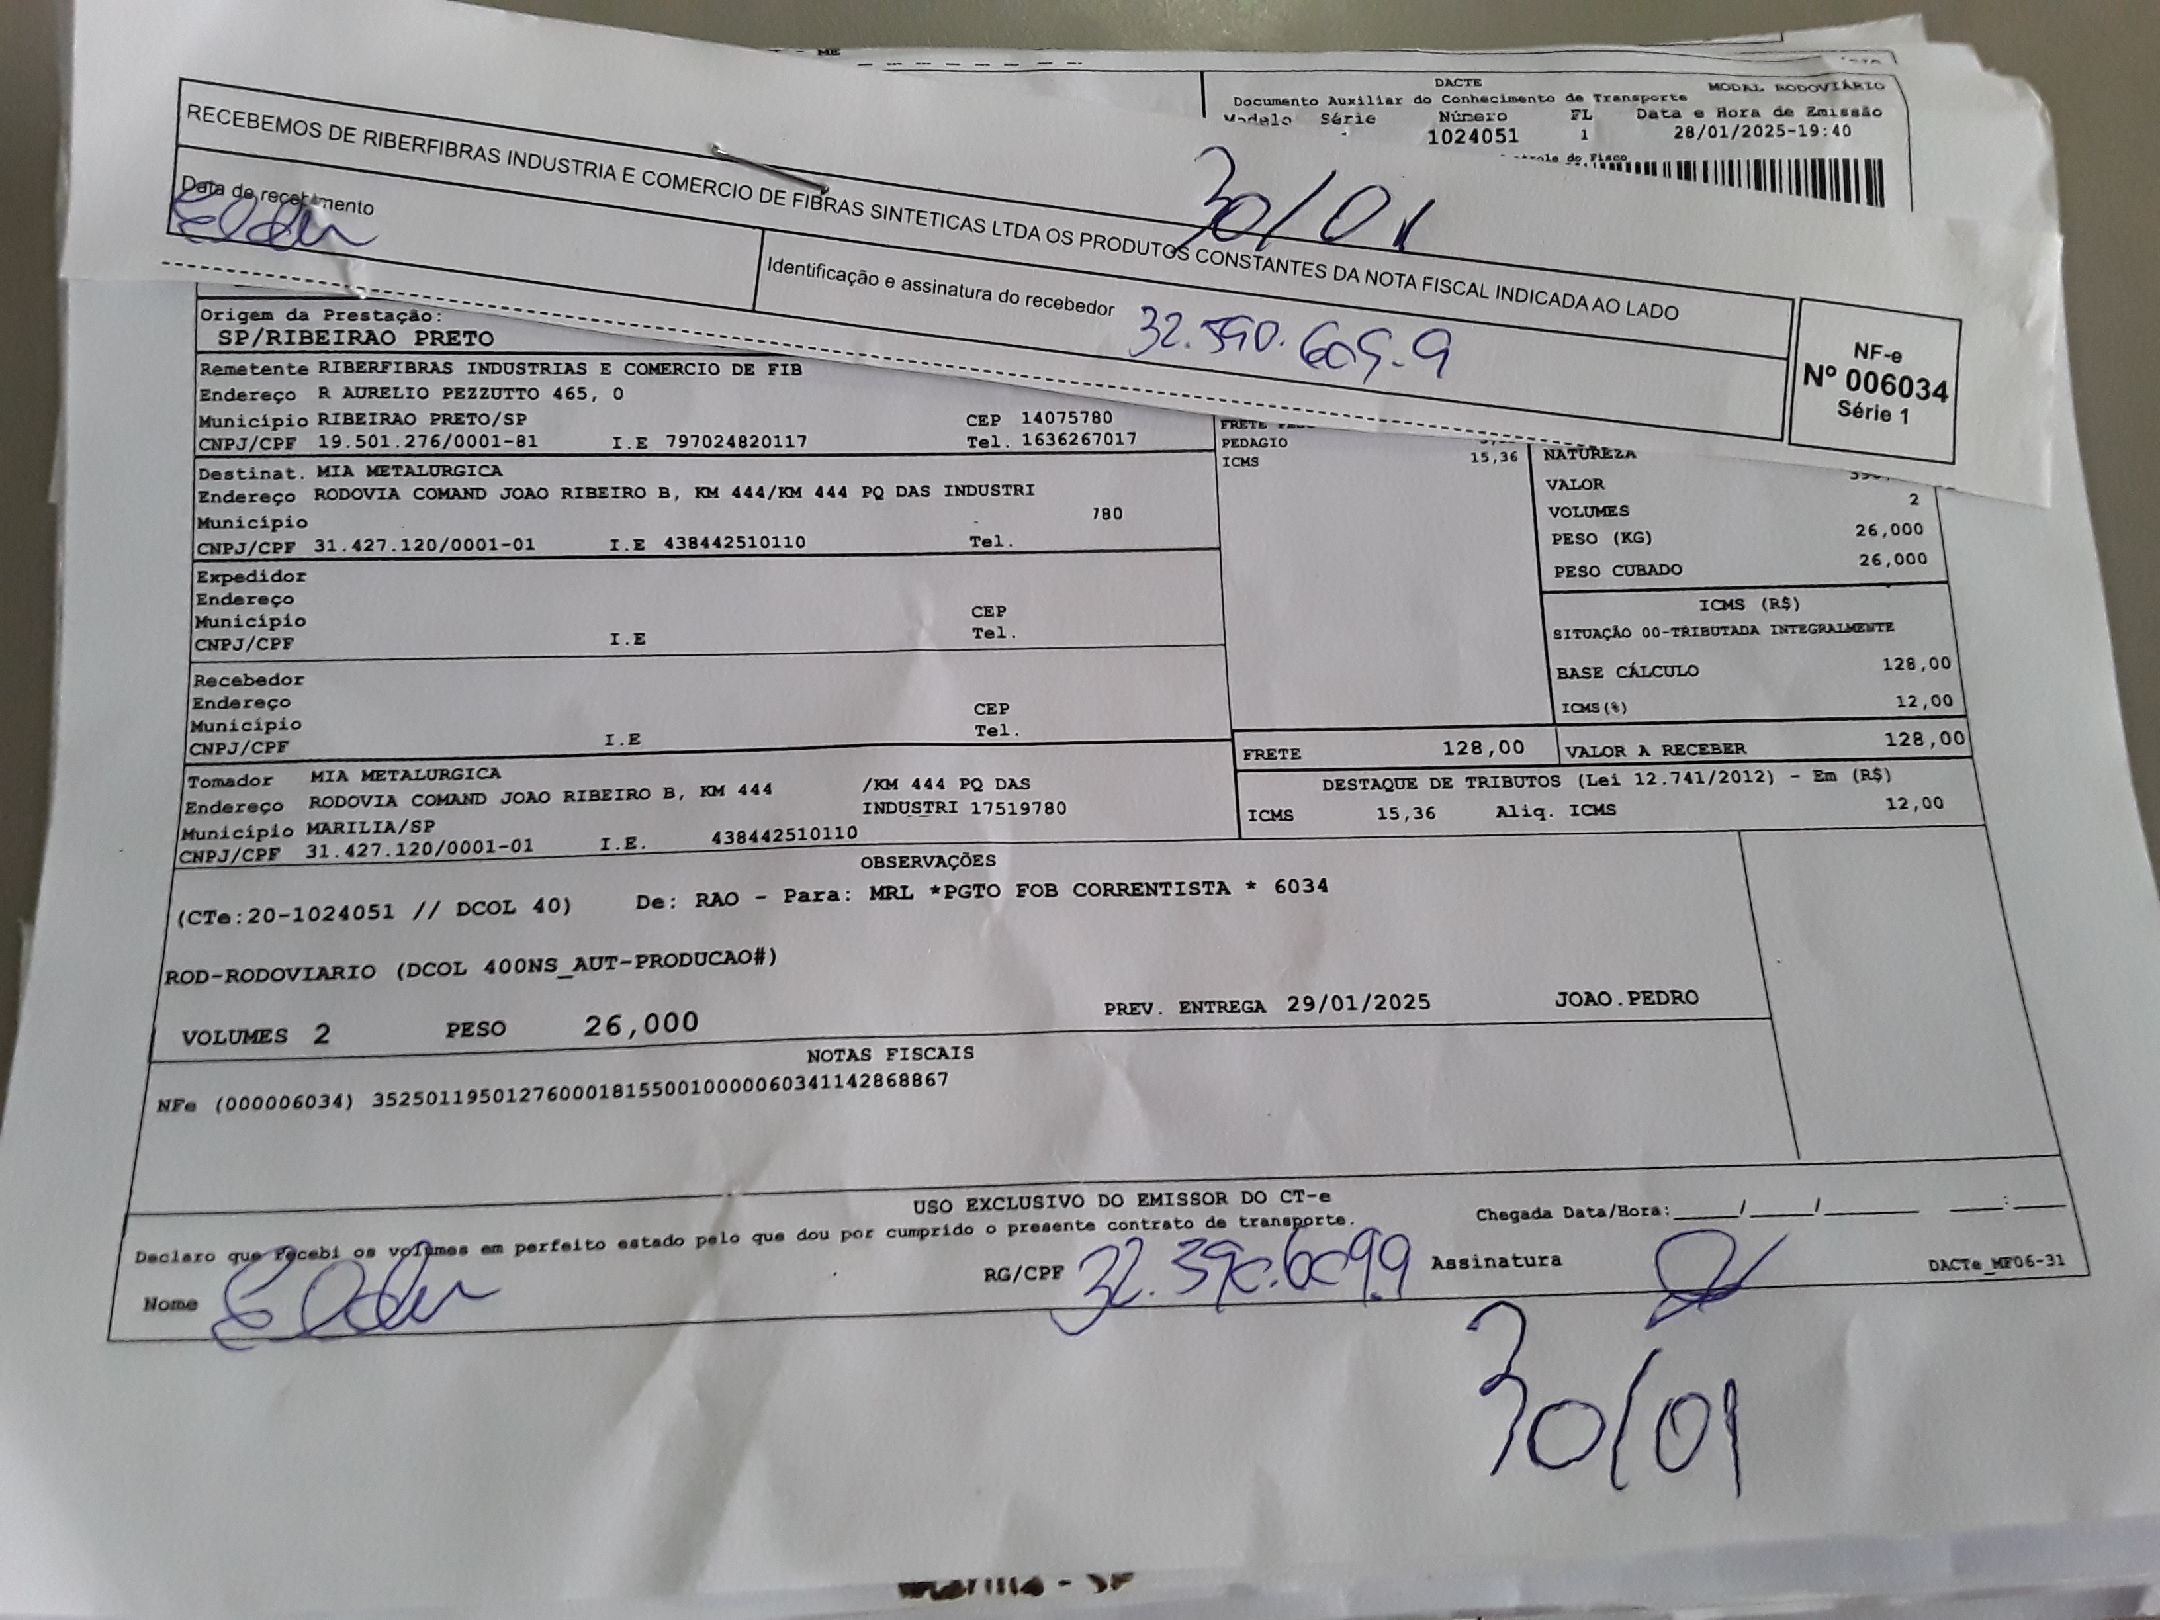 DACTE
MODAL RODOVIÁRIO
Documento Auxiliar do Conhecimento de Transporte
Modelo Série Número FL Data e Hora de Emissão
1024051 1 28/01/2025-19:40
30/01
RECEBEMOS DE RIBERFIBRAS INDUSTRIA E COMERCIO DE FIBRAS SINTETICAS LTDA OS PRODUTOS CONSTANTES DA NOTA FISCAL INDICADA AO LADO
Data de recebimento
Identificação e assinatura do recebedor 32.390.609.9
NF-e
Nº 006034
Série 1
Origem da Prestação:
SP/RIBEIRAO PRETO
Remetente RIBERFIBRAS INDUSTRIAS E COMERCIO DE FIB
Endereço R AURELIO PEZZUTTO 465, 0
Município RIBEIRAO PRETO/SP CEP 14075780
CNPJ/CPF 19.501.276/0001-81 I.E 797024820117 Tel. 1636267017
Destinat. MIA METALURGICA
Endereço RODOVIA COMAND JOAO RIBEIRO B, KM 444/KM 444 PQ DAS INDUSTRI
Município 780
CNPJ/CPF 31.427.120/0001-01 I.E 438442510110 Tel.
Expedidor
Endereço
Município CEP
CNPJ/CPF I.E Tel.
Recebedor
Endereço
Município CEP
CNPJ/CPF I.E Tel.
Tomador MIA METALURGICA
Endereço RODOVIA COMAND JOAO RIBEIRO B, KM 444 /KM 444 PQ DAS
INDUSTRI 17519780
Município MARILIA/SP
CNPJ/CPF 31.427.120/0001-01 I.E. 438442510110
PEDAGIO
ICMS 15,36
NATUREZA
VALOR
VOLUMES 2
PESO (KG) 26,000
PESO CUBADO 26,000
ICMS (R$)
SITUAÇÃO 00-TRIBUTADA INTEGRALMENTE
BASE CÁLCULO 128,00
ICMS(%) 12,00
FRETE 128,00 VALOR A RECEBER 128,00
DESTAQUE DE TRIBUTOS (Lei 12.741/2012) - Em (R$)
ICMS 15,36 Aliq. ICMS 12,00
OBSERVAÇÕES
(CTe:20-1024051 // DCOL 40) De: RAO - Para: MRL *PGTO FOB CORRENTISTA * 6034
ROD-RODOVIARIO (DCOL 400NS_AUT-PRODUCAO#)
VOLUMES 2 PESO 26,000 PREV. ENTREGA 29/01/2025 JOAO.PEDRO
NOTAS FISCAIS
NFe (000006034) 35250119501276000181550010000060341142868867
USO EXCLUSIVO DO EMISSOR DO CT-e
Declaro que recebi os volumes em perfeito estado pelo que dou por cumprido o presente contrato de transporte.
Chegada Data/Hora:____/____/______ ___:___
Nome RG/CPF 32.390.609.9 Assinatura
DACTe_MF06-31
30/01